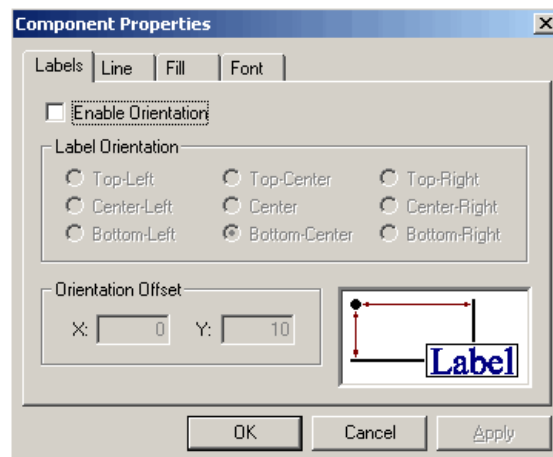 Component Properties
Labels Line Fill Font
Enable Orientation
Label Orientation
Top-Left Top-Center Top-Right
Center-Left Center Center-Right
Bottom-Left Bottom-Center Bottom-Right
Orientation Offset
X: 0 Y: 10
Label
OK Cancel Apply